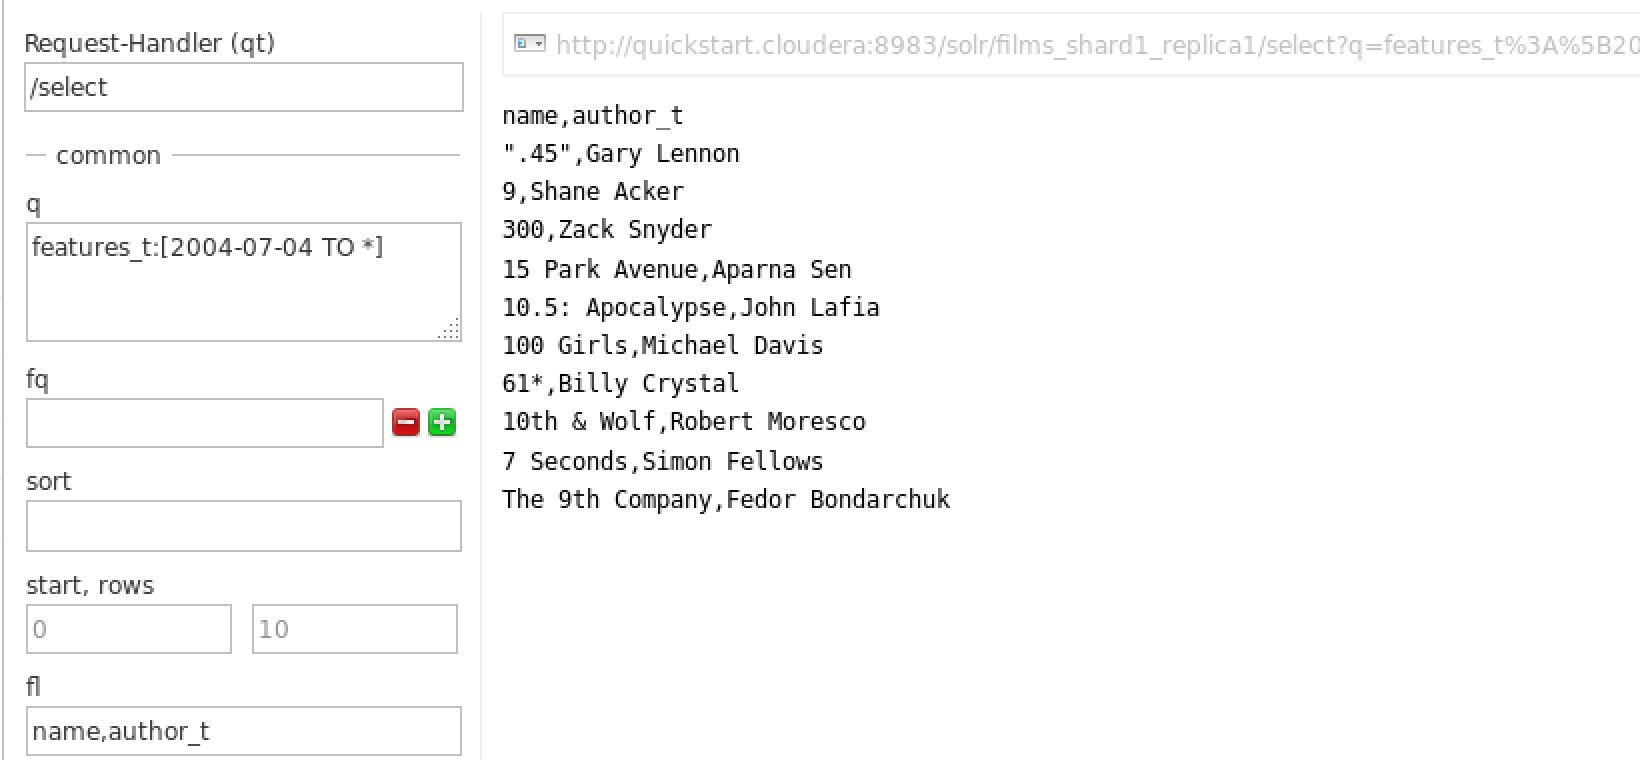 Request-Handler (qt)
/select
common
q
features_t:[2004-07-04 TO *]
fq
sort
start, rows
0 10
fl
name,author_t
http://quickstart.cloudera:8983/solr/films_shard1_replica1/select?q=features_t%3A%5B20
name,author_t
".45",Gary Lennon
9,Shane Acker
300,Zack Snyder
15 Park Avenue,Aparna Sen
10.5: Apocalypse,John Lafia
100 Girls,Michael Davis
61*,Billy Crystal
10th & Wolf,Robert Moresco
7 Seconds,Simon Fellows
The 9th Company,Fedor Bondarchuk